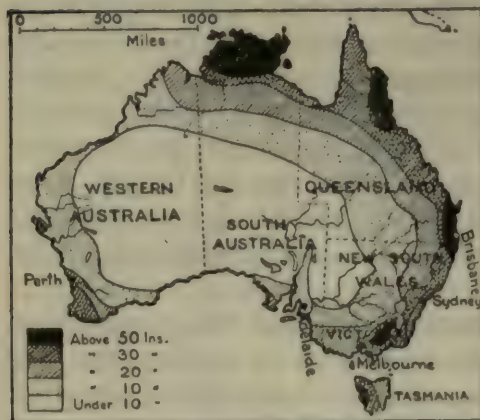 0 1000
Miles
WESTERN
AUSTRALIA
QUEENSLAND
SOUTH
AUSTRALIA
NEW SOUTH
WALES
Brisbane
Perth
Sydney
Adelaide
VIC
Melbourne
TASMANIA
Above 50 Ins.
" 30 "
" 20 "
" 10 "
Under 10 "